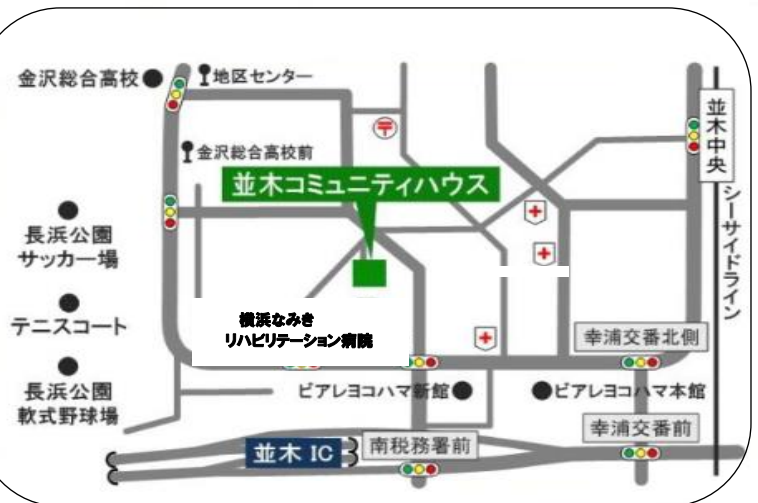 金沢総合高校
地区センター
並木中央
金沢総合高校前
並木コミュニティハウス
シーサイドライン
長浜公園
サッカー場
テニスコート
横浜なみき
リハビリテーション病院
幸浦交番北側
長浜公園
軟式野球場
ピアレヨコハマ新館
ピアレヨコハマ本館
幸浦交番前
南税務署前
並木 IC